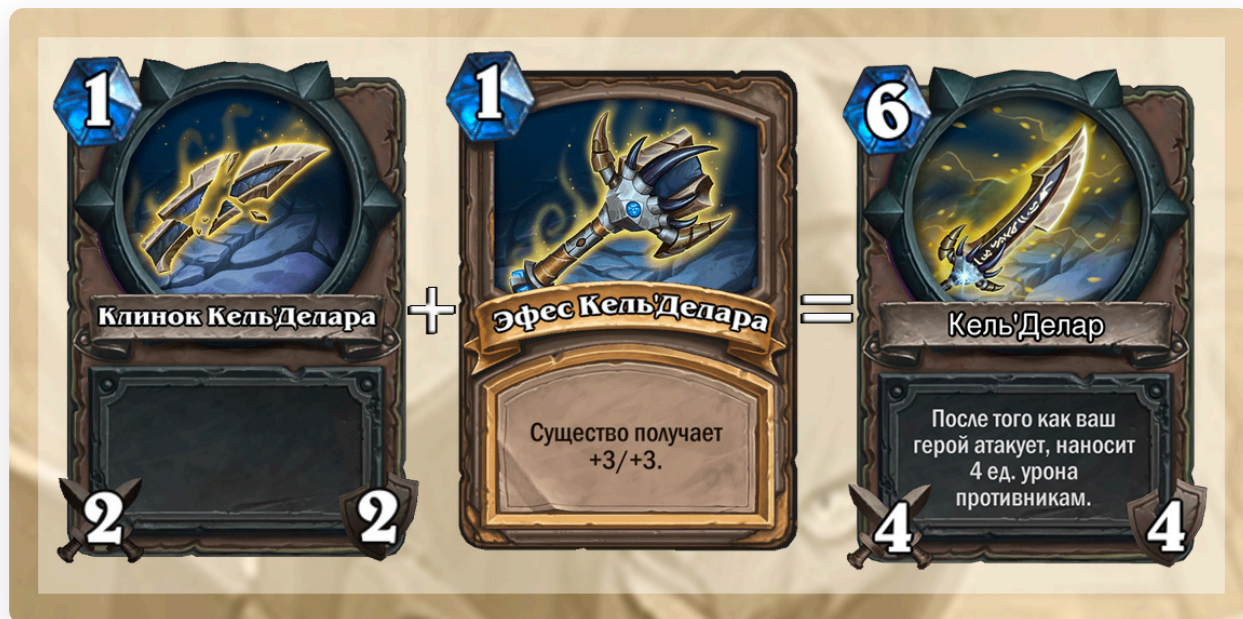 1
Клинок Кель'Делара
2
2
+
1
Эфес Кель'Делара
Существо получает
+3/+3.
=
6
Кель'Делар
После того как ваш
герой атакует, наносит
4 ед. урона
противникам.
4
4